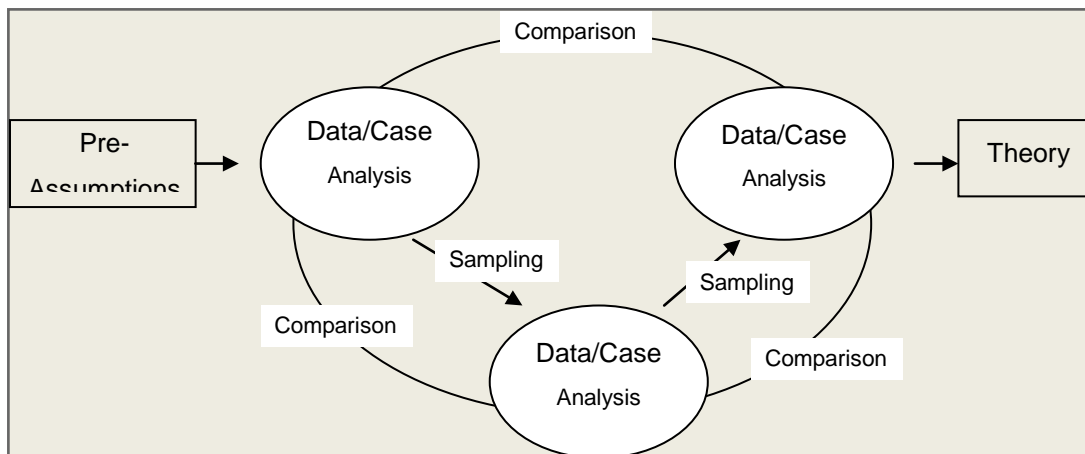 Comparison
Pre-
Assumptions
Data/Case
Analysis
Data/Case
Analysis
Theory
Sampling
Sampling
Comparison
Data/Case
Analysis
Comparison